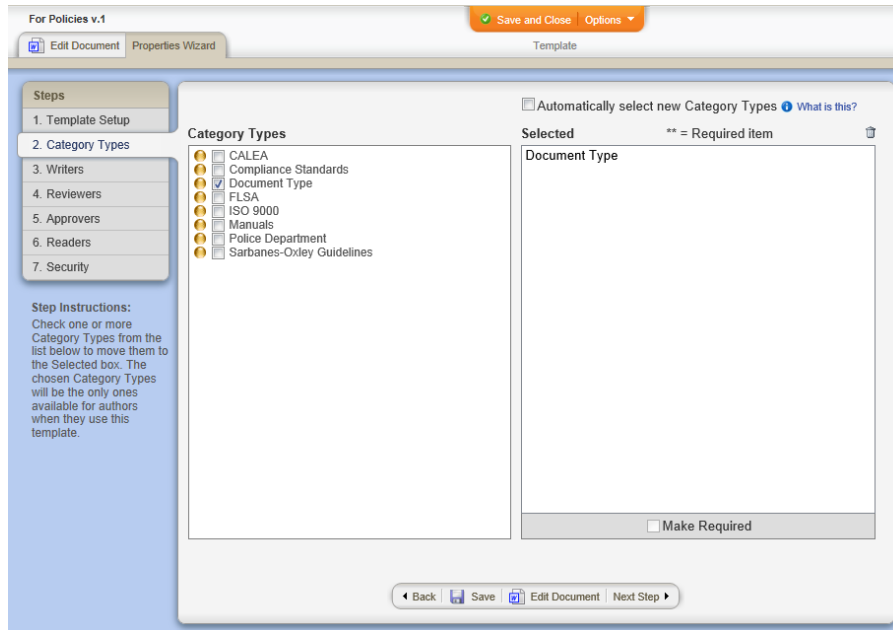 For Policies v.1
Save and Close Options
Edit Document Properties Wizard
Template
Steps
1. Template Setup
2. Category Types
3. Writers
4. Reviewers
5. Approvers
6. Readers
7. Security
Step Instructions:
Check one or more
Category Types from the
list below to move them to
the Selected box. The
chosen Category Types
will be the only ones
available for authors
when they use this
template.
Automatically select new Category Types What is this?
Category Types
CALEA
Compliance Standards
Document Type
FLSA
ISO 9000
Manuals
Police Department
Sarbanes-Oxley Guidelines
Selected ** = Required item
Document Type
Make Required
Back Save Edit Document Next Step